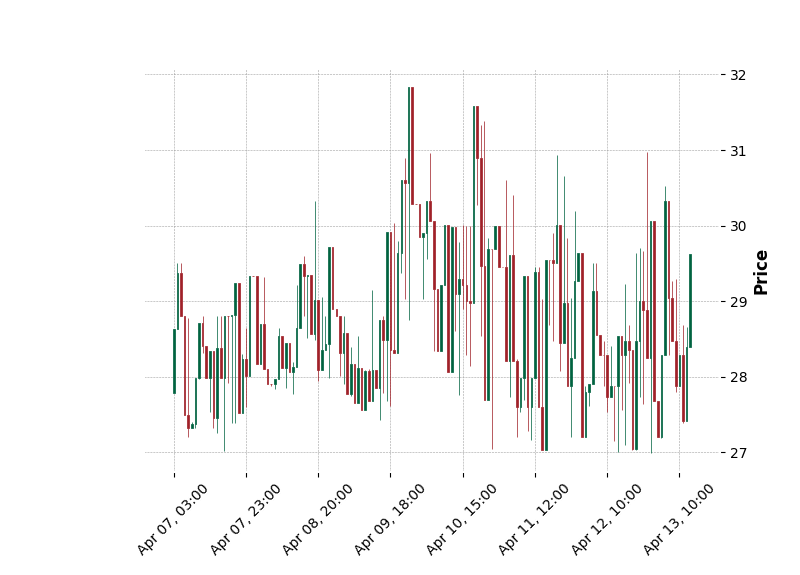 32
31
30
29
28
27
Price
Apr 07, 03:00
Apr 07, 23:00
Apr 08, 20:00
Apr 09, 18:00
Apr 10, 15:00
Apr 11, 12:00
Apr 12, 10:00
Apr 13, 10:00